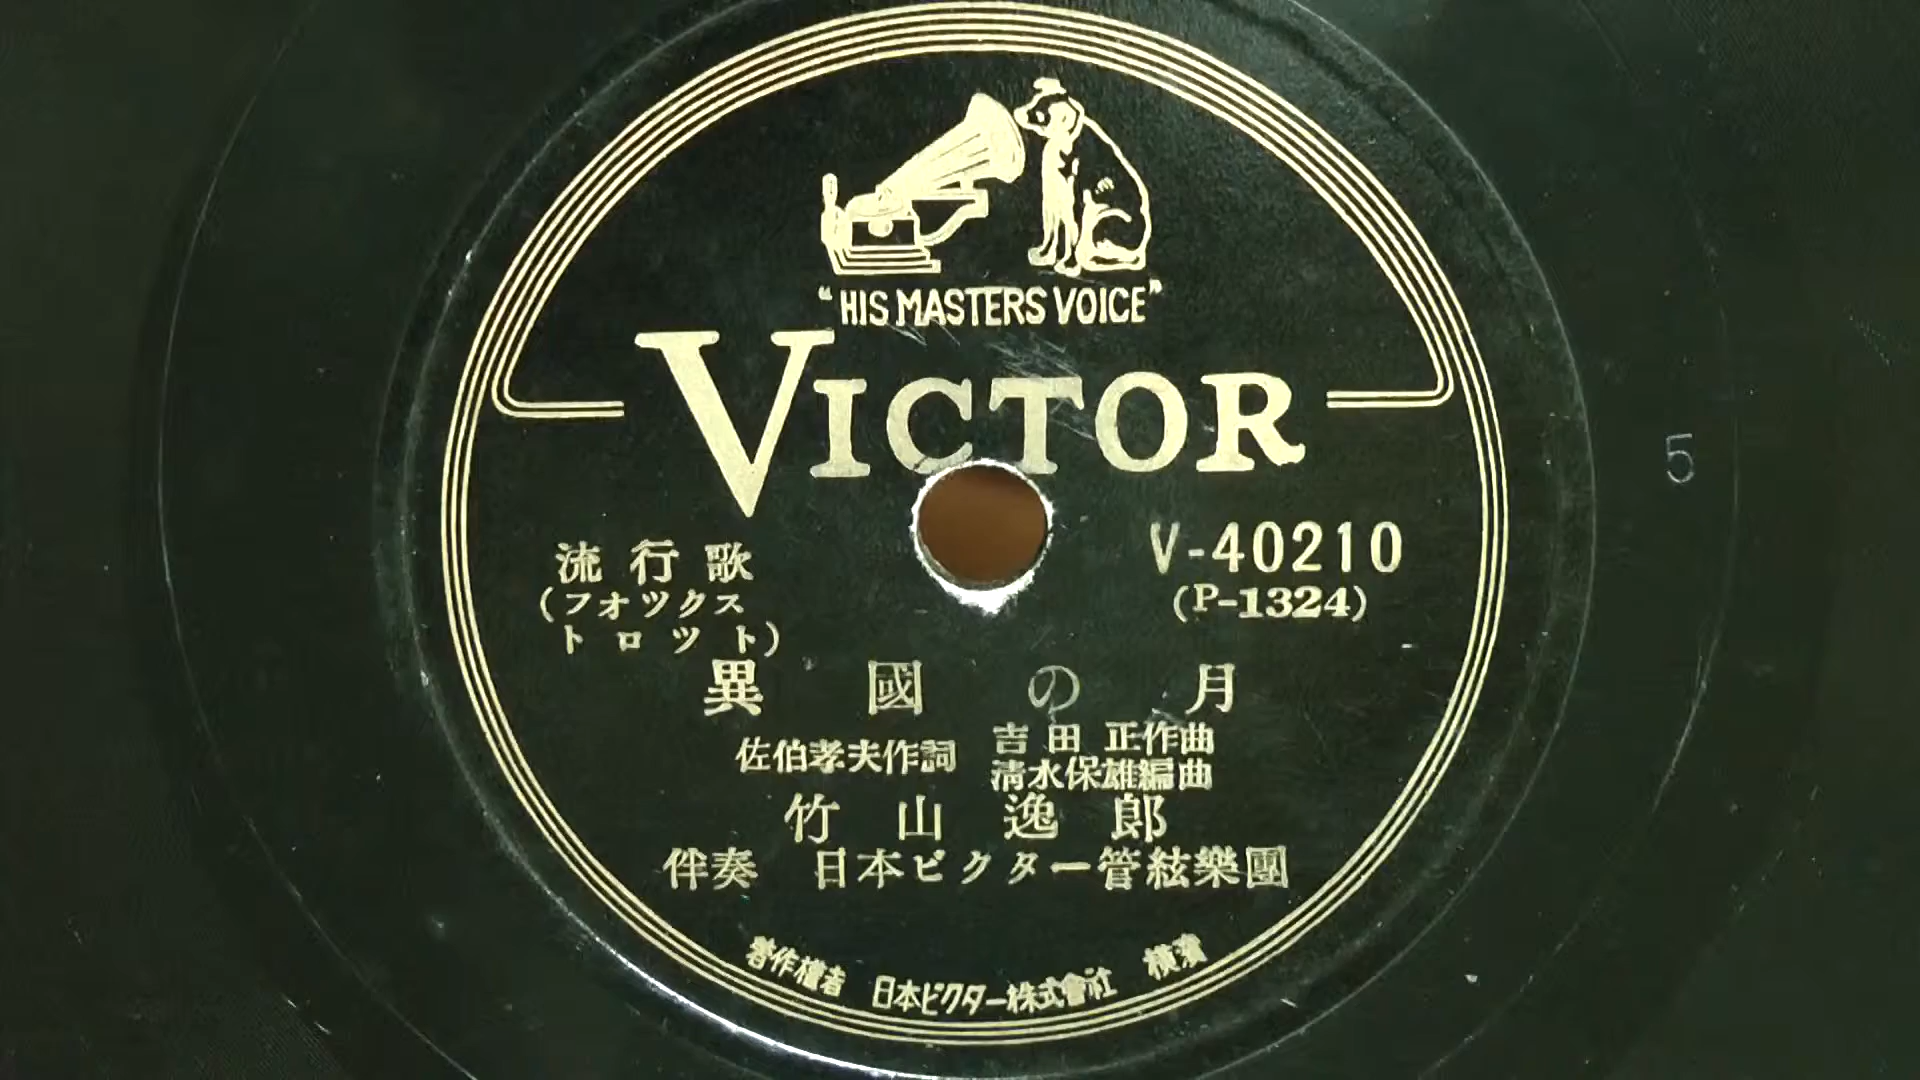 “HIS MASTERS VOICE”
VICTOR
流行歌
(フオツクス
トロツト)
V-40210
(P-1324)
異國の月
佐伯孝夫作詞
吉田正作曲
清水保雄編曲
竹山逸郎
伴奏 日本ビクター管絃樂團
著作權者 日本ビクター株式會社 横濱
5